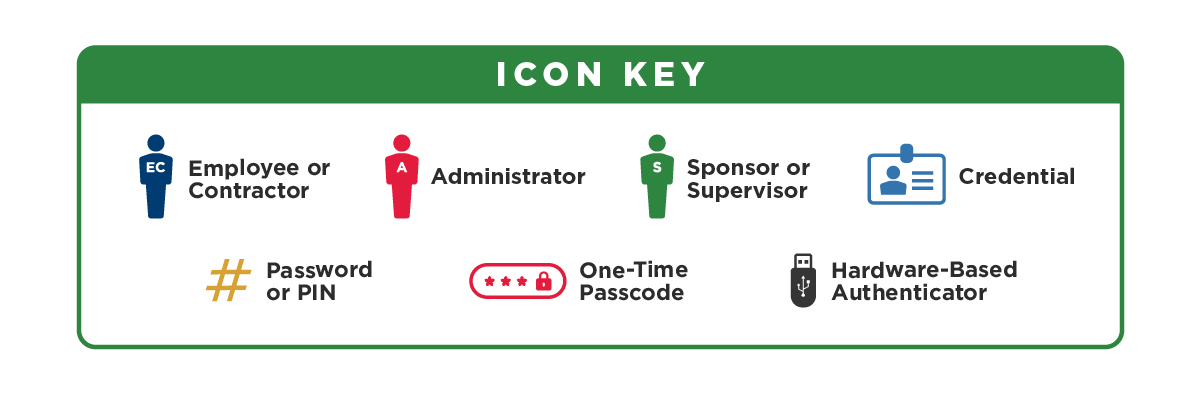 ICON KEY
EC
Employee or
Contractor
A
Administrator
S
Sponsor or
Supervisor
Credential
#
Password
or PIN
***
One-Time
Passcode
Hardware-Based
Authenticator